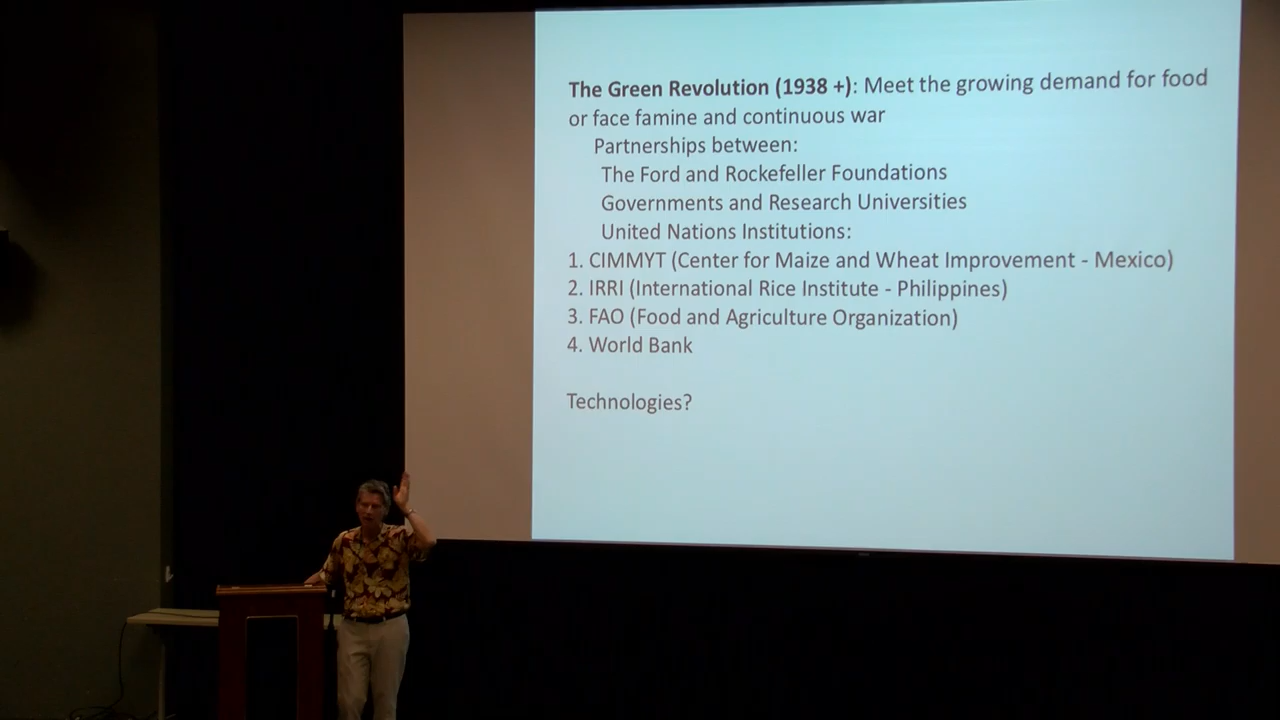 The Green Revolution (1938 +): Meet the growing demand for food
or face famine and continuous war
Partnerships between:
The Ford and Rockefeller Foundations
Governments and Research Universities
United Nations Institutions:
1. CIMMYT (Center for Maize and Wheat Improvement - Mexico)
2. IRRI (International Rice Institute - Philippines)
3. FAO (Food and Agriculture Organization)
4. World Bank
Technologies?